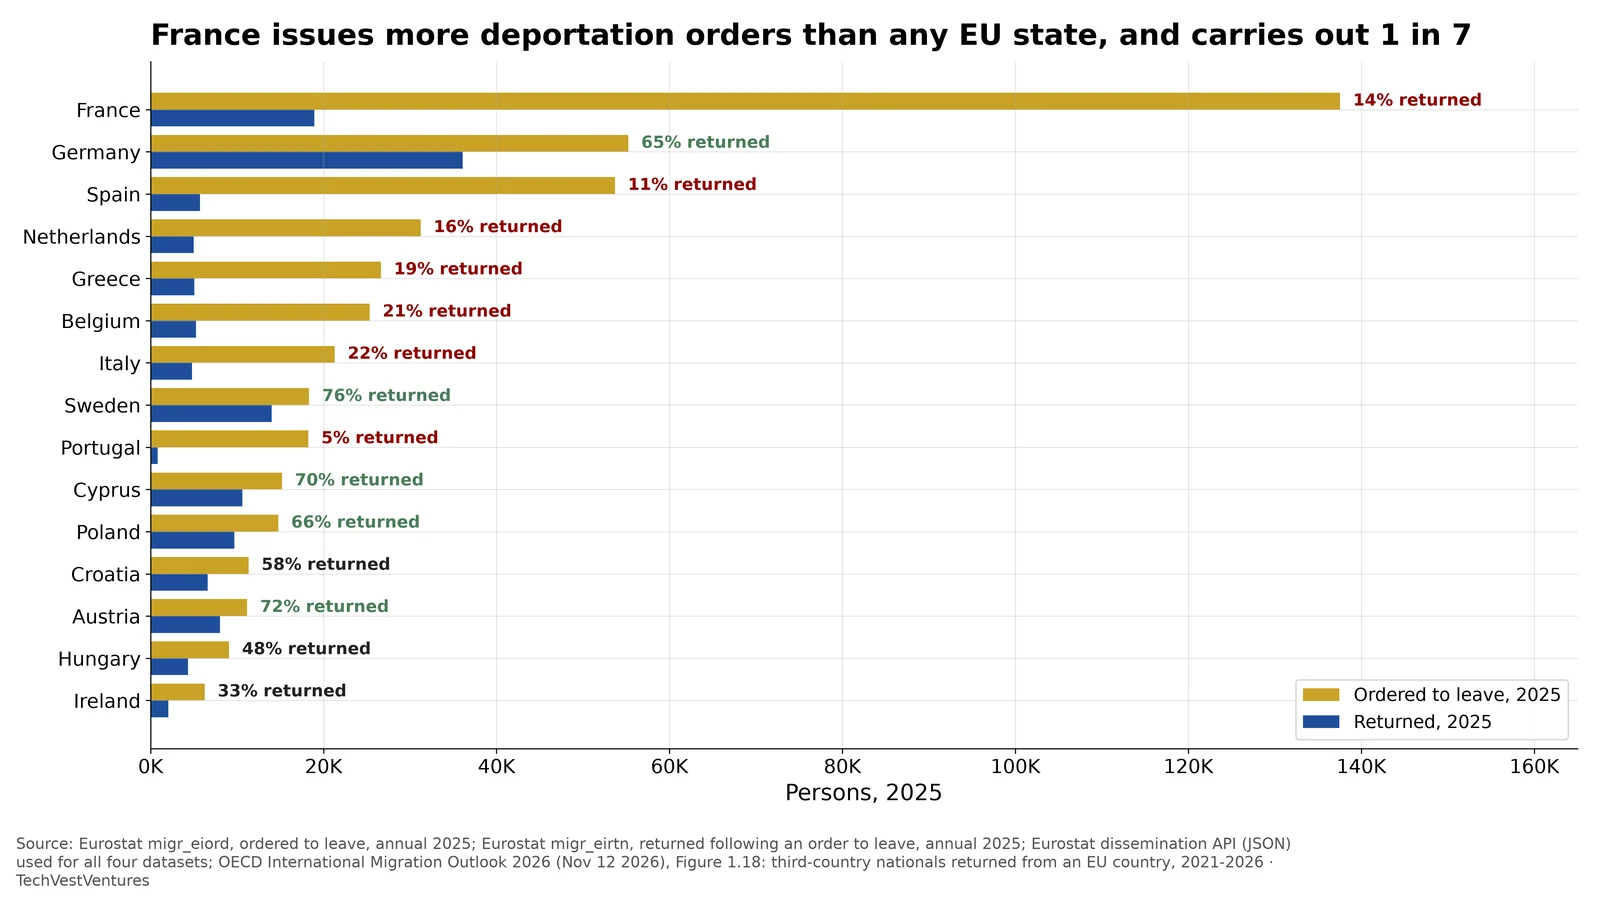 France issues more deportation orders than any EU state, and carries out 1 in 7
France 14% returned
Germany 65% returned
Spain 11% returned
Netherlands 16% returned
Greece 19% returned
Belgium 21% returned
Italy 22% returned
Sweden 76% returned
Portugal 5% returned
Cyprus 70% returned
Poland 66% returned
Croatia 58% returned
Austria 72% returned
Hungary 48% returned
Ireland 33% returned
Ordered to leave, 2025
Returned, 2025
0K 20K 40K 60K 80K 100K 120K 140K 160K
Persons, 2025
Source: Eurostat migr_eiord, ordered to leave, annual 2025; Eurostat migr_eirtn, returned following an order to leave, annual 2025; Eurostat dissemination API (JSON)
used for all four datasets; OECD International Migration Outlook 2026 (Nov 12 2026), Figure 1.18: third-country nationals returned from an EU country, 2021-2026 ·
TechVestVentures